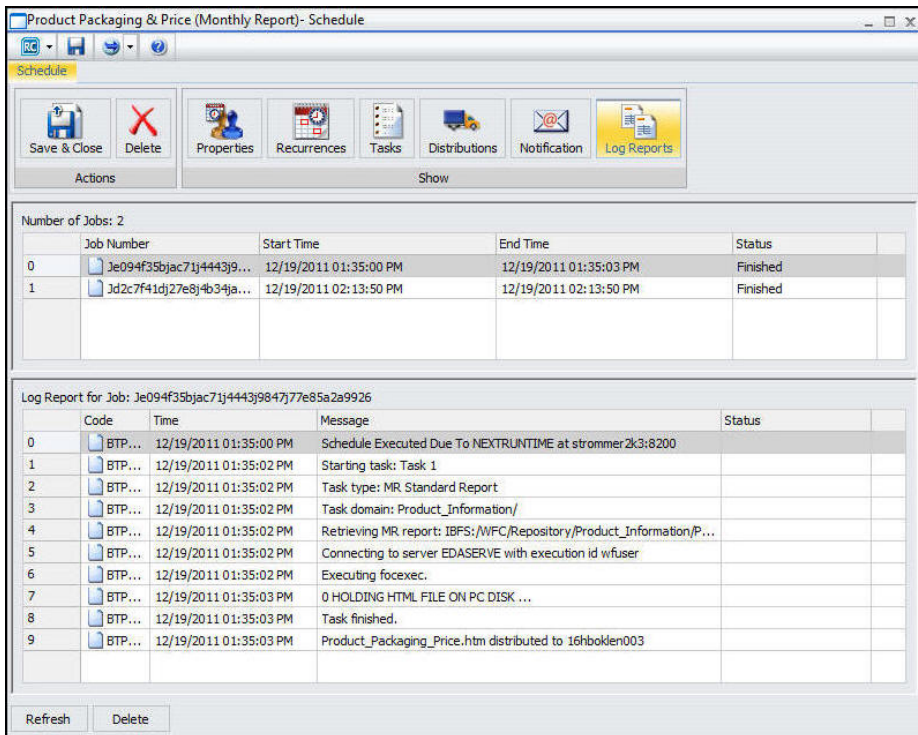 Product Packaging & Price (Monthly Report)- Schedule
RC
Schedule
Save & Close Delete Properties Recurrences Tasks Distributions Notification Log Reports
Actions Show
Number of Jobs: 2
Job Number Start Time End Time Status
0 Je094f35bjac71j4443j9... 12/19/2011 01:35:00 PM 12/19/2011 01:35:03 PM Finished
1 Jd2c7f41dj27e8j4b34ja... 12/19/2011 02:13:50 PM 12/19/2011 02:13:50 PM Finished
Log Report for Job: Je094f35bjac71j4443j9847j77e85a2a9926
Code Time Message Status
0 BTP... 12/19/2011 01:35:00 PM Schedule Executed Due To NEXTRUNTIME at strommer2k3:8200
1 BTP... 12/19/2011 01:35:02 PM Starting task: Task 1
2 BTP... 12/19/2011 01:35:02 PM Task type: MR Standard Report
3 BTP... 12/19/2011 01:35:02 PM Task domain: Product_Information/
4 BTP... 12/19/2011 01:35:02 PM Retrieving MR report: IBFS:/WFC/Repository/Product_Information/P...
5 BTP... 12/19/2011 01:35:02 PM Connecting to server EDASERVE with execution id wfuser
6 BTP... 12/19/2011 01:35:02 PM Executing focexec.
7 BTP... 12/19/2011 01:35:03 PM 0 HOLDING HTML FILE ON PC DISK ...
8 BTP... 12/19/2011 01:35:03 PM Task finished.
9 BTP... 12/19/2011 01:35:03 PM Product_Packaging_Price.htm distributed to 16hboklen003
Refresh Delete